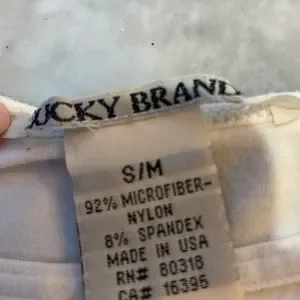 UCKY BRAND
S/M
92% MICROFIBER-
NYLON
8% SPANDEX
MADE IN USA
RN# 80318
CA# 16396